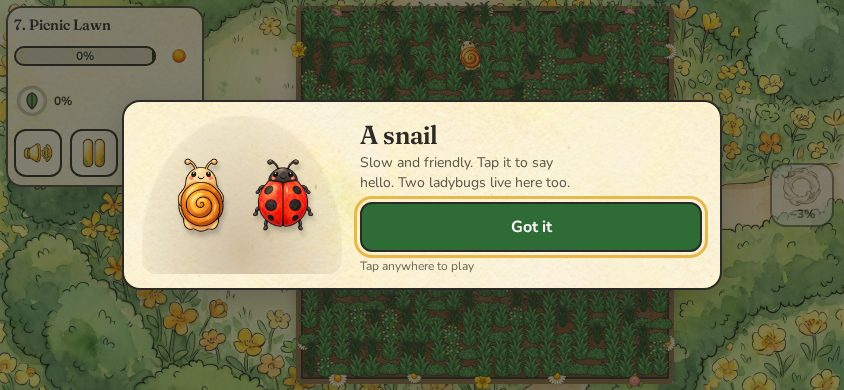 7. Picnic Lawn
0%
0%
A snail
Slow and friendly. Tap it to say
hello. Two ladybugs live here too.
Got it
Tap anywhere to play
~3%